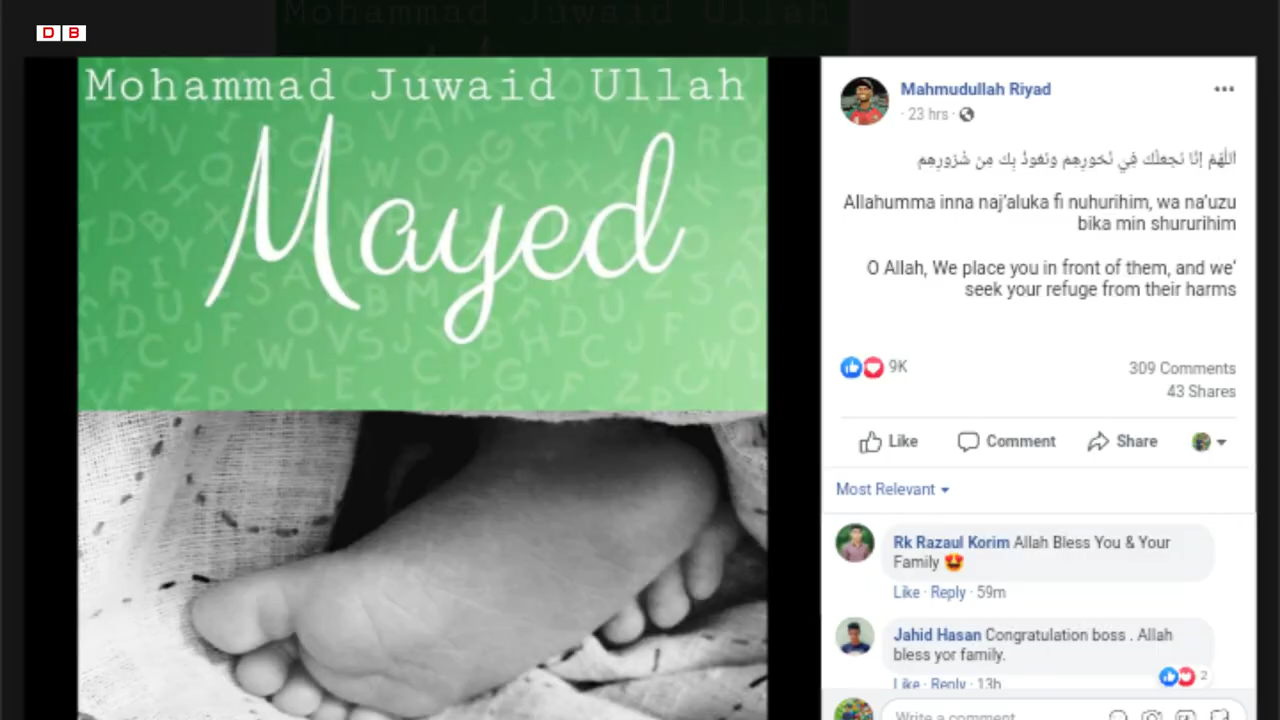 Mohammad Juwaid Ullah
DB
Mohammad Juwaid Ullah
Mayed
Mahmudullah Riyad
· 23 hrs ·
اللَّهُمَّ إِنَّا نَجعَلُكَ فِي نُحُورِهِم وَنَعُوذُ بِكَ مِن شُرُورِهِم
Allahumma inna naj'aluka fi nuhurihim, wa na'uzu
bika min shururihim
O Allah, We place you in front of them, and we'
seek your refuge from their harms
9K
309 Comments
43 Shares
Like Comment Share
Most Relevant
Rk Razaul Korim Allah Bless You & Your
Family 😍
Like · Reply · 59m
Jahid Hasan Congratulation boss . Allah
bless yor family.
2
Like · Reply · 13h
Write a comment